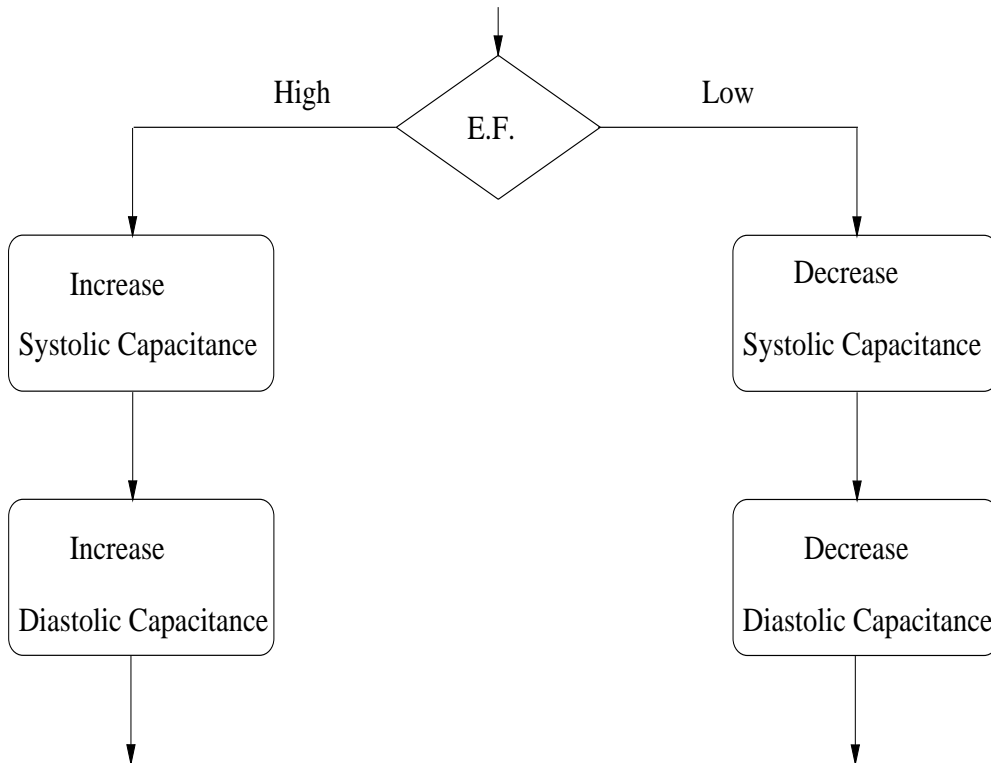 High
Low
E.F.
Increase
Systolic Capacitance
Decrease
Systolic Capacitance
Increase
Diastolic Capacitance
Decrease
Diastolic Capacitance